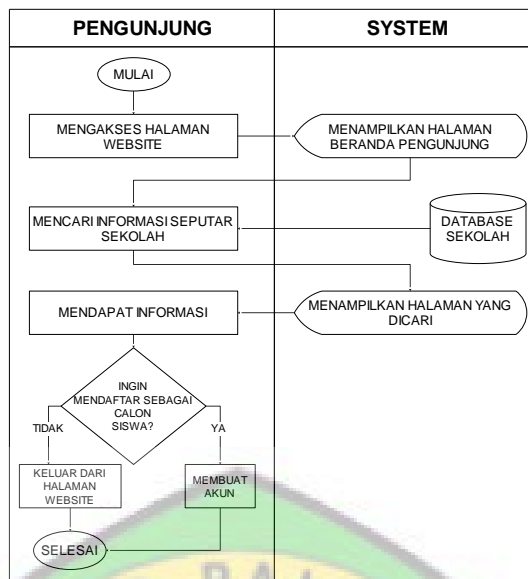 PENGUNJUNG
SYSTEM
MULAI
MENGAKSES HALAMAN
WEBSITE
MENAMPILKAN HALAMAN
BERANDA PENGUNJUNG
MENCARI INFORMASI SEPUTAR
SEKOLAH
DATABASE
SEKOLAH
MENDAPAT INFORMASI
MENAMPILKAN HALAMAN YANG
DICARI
INGIN
MENDAFTAR SEBAGAI
CALON
SISWA?
TIDAK
YA
KELUAR DARI
HALAMAN
WEBSITE
MEMBUAT
AKUN
SELESAI